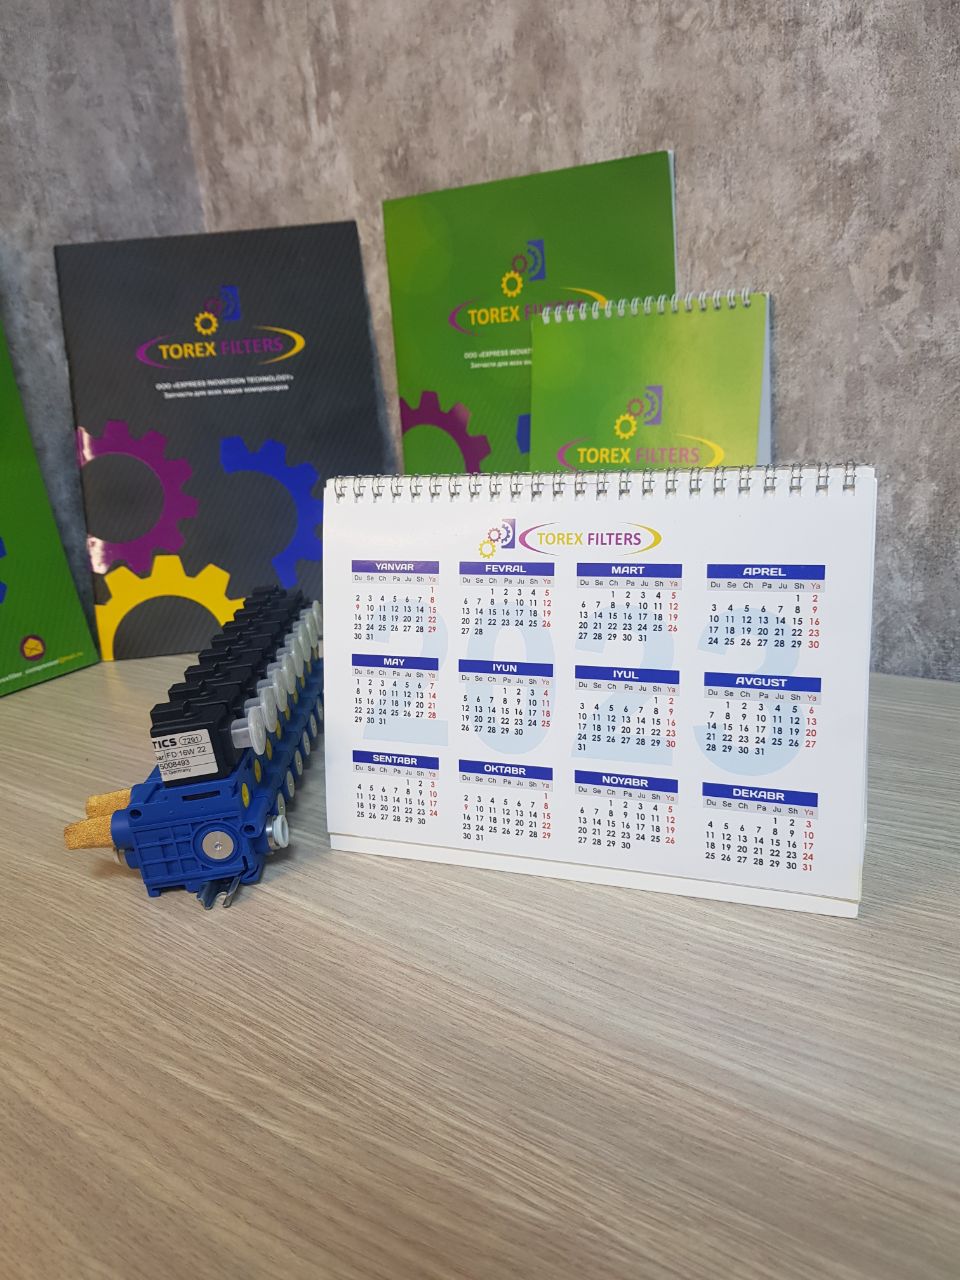 TOREX FILTERS
ООО «EXPRESS INOVATSION TECHNOLOGY»
Запчасти для всех видов компрессоров
TOREX FILTERS
ООО «EXPRESS INOVAT
Запчасти для всех ви
TOREX FILTERS
TOREX FILTERS
2023
YANVAR
Du Se Ch Pa Ju Sh Ya
1
2 3 4 5 6 7 8
9 10 11 12 13 14 15
16 17 18 19 20 21 22
23 24 25 26 27 28 29
30 31
FEVRAL
Du Se Ch Pa Ju Sh Ya
1 2 3 4 5
6 7 8 9 10 11 12
13 14 15 16 17 18 19
20 21 22 23 24 25 26
27 28
MART
Du Se Ch Pa Ju Sh Ya
1 2 3 4 5
6 7 8 9 10 11 12
13 14 15 16 17 18 19
20 21 22 23 24 25 26
27 28 29 30 31
APREL
Du Se Ch Pa Ju Sh Ya
1 2
3 4 5 6 7 8 9
10 11 12 13 14 15 16
17 18 19 20 21 22 23
24 25 26 27 28 29 30
MAY
Du Se Ch Pa Ju Sh Ya
1 2 3 4 5 6 7
8 9 10 11 12 13 14
15 16 17 18 19 20 21
22 23 24 25 26 27 28
29 30 31
IYUN
Du Se Ch Pa Ju Sh Ya
1 2 3 4
5 6 7 8 9 10 11
12 13 14 15 16 17 18
19 20 21 22 23 24 25
26 27 28 29 30
IYUL
Du Se Ch Pa Ju Sh Ya
1 2
3 4 5 6 7 8 9
10 11 12 13 14 15 16
17 18 19 20 21 22 23
24 25 26 27 28 29 30
31
AVGUST
Du Se Ch Pa Ju Sh Ya
1 2 3 4 5 6
7 8 9 10 11 12 13
14 15 16 17 18 19 20
21 22 23 24 25 26 27
28 29 30 31
SENTABR
Du Se Ch Pa Ju Sh Ya
1 2 3
4 5 6 7 8 9 10
11 12 13 14 15 16 17
18 19 20 21 22 23 24
25 26 27 28 29 30
OKTABR
Du Se Ch Pa Ju Sh Ya
1
2 3 4 5 6 7 8
9 10 11 12 13 14 15
16 17 18 19 20 21 22
23 24 25 26 27 28 29
30 31
NOYABR
Du Se Ch Pa Ju Sh Ya
1 2 3 4 5
6 7 8 9 10 11 12
13 14 15 16 17 18 19
20 21 22 23 24 25 26
27 28 29 30
DEKABR
Du Se Ch Pa Ju Sh Ya
1 2 3
4 5 6 7 8 9 10
11 12 13 14 15 16 17
18 19 20 21 22 23 24
25 26 27 28 29 30 31
TICS 7291
bar FD 16W 22
5008493
in Germany